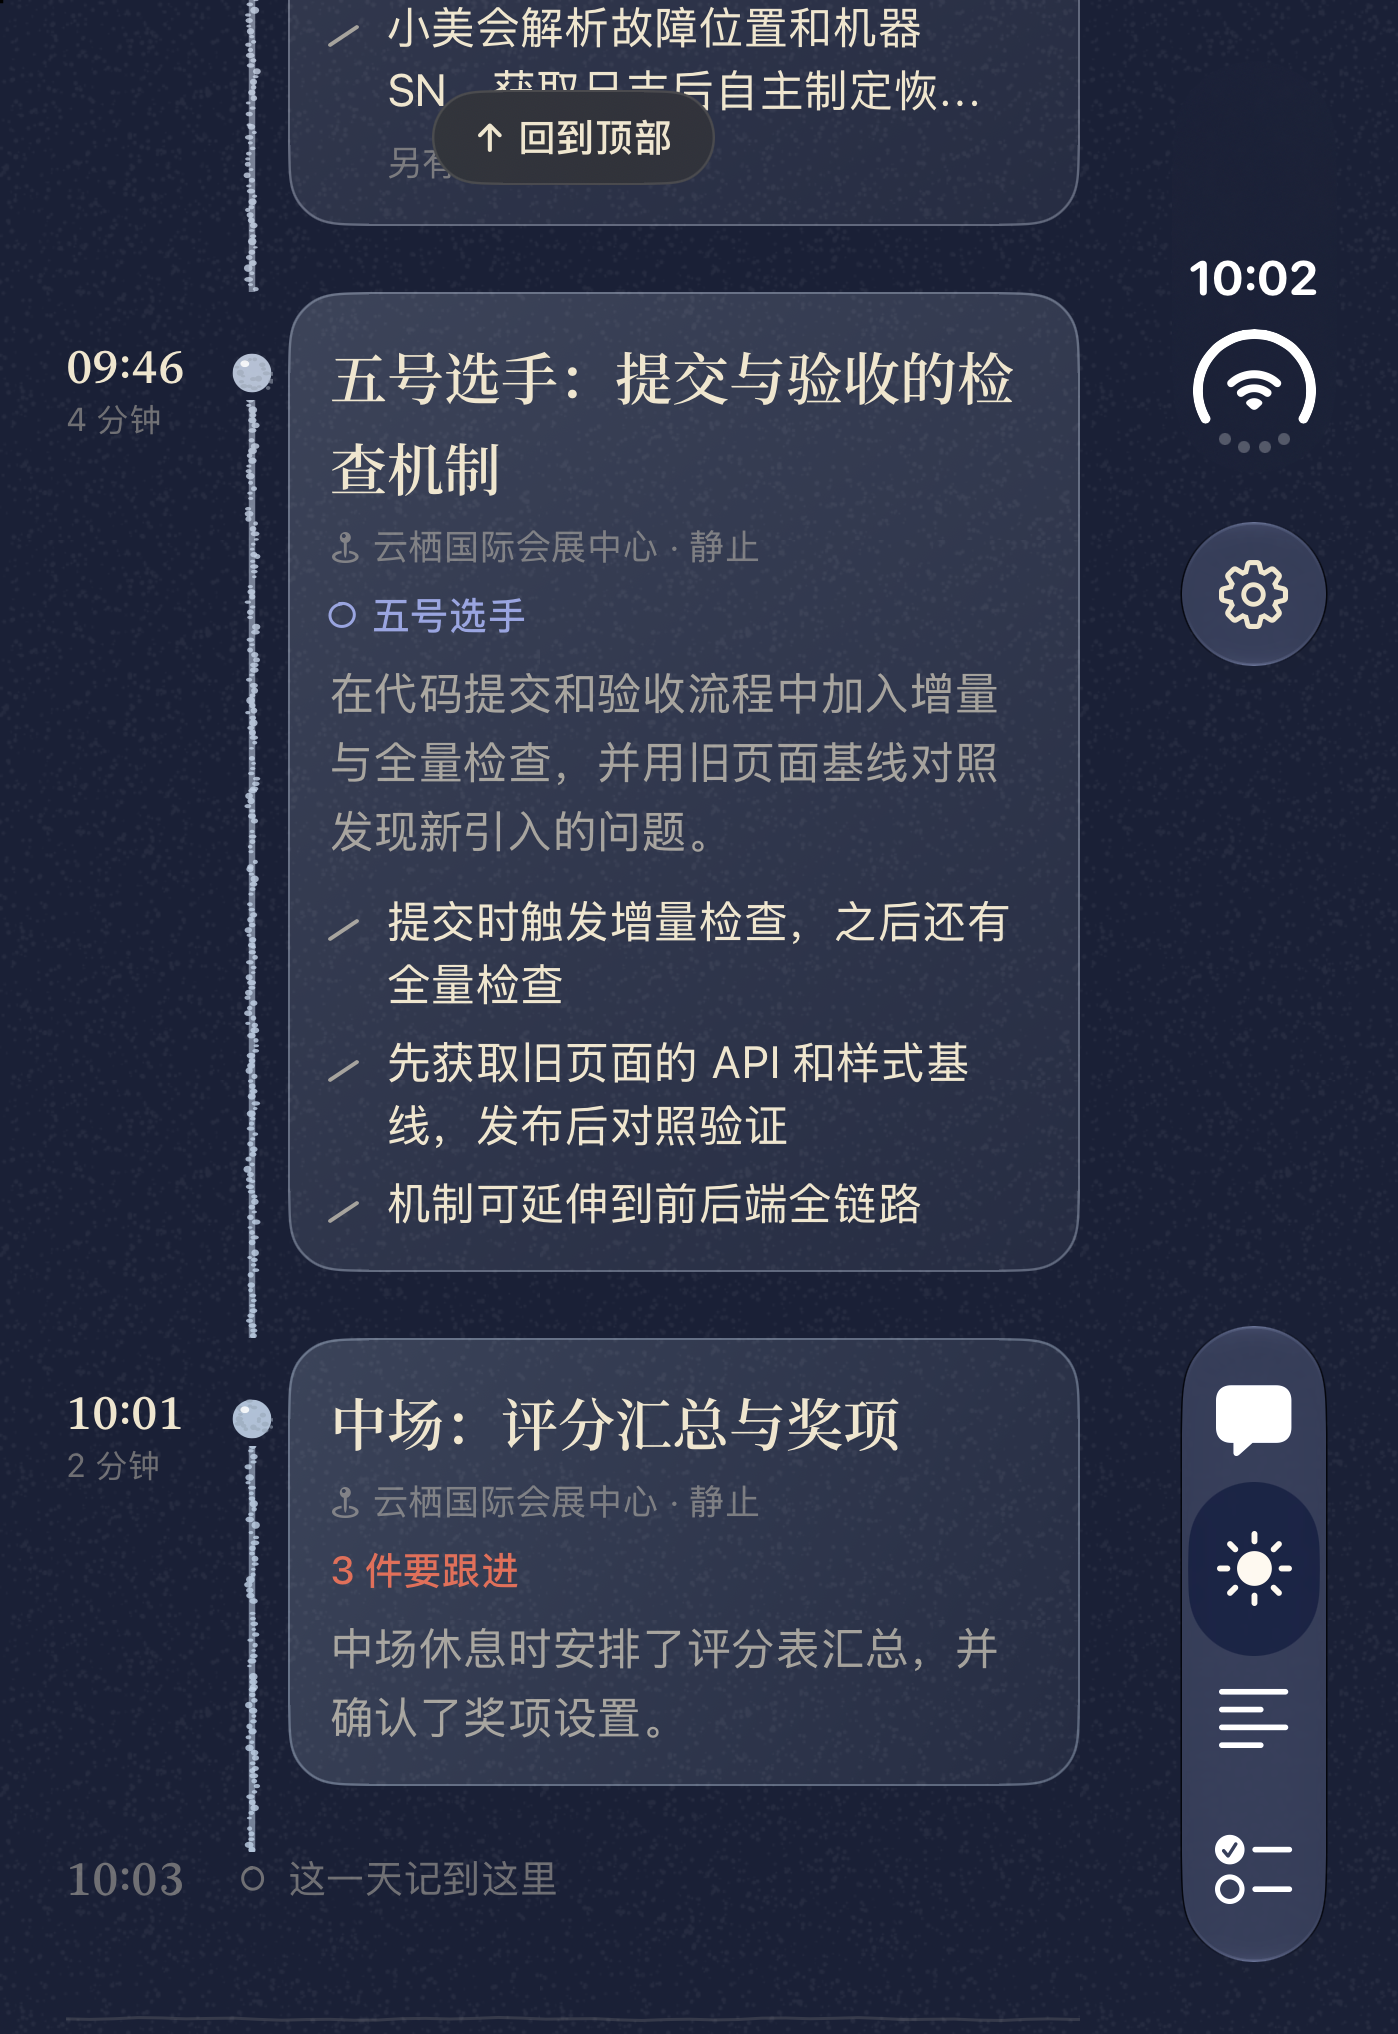 小美会解析故障位置和机器
SN 获取日志后自主制定恢…
↑ 回到顶部
另有
10:02
09:46
4 分钟
五号选手：提交与验收的检
查机制
云栖国际会展中心 · 静止
五号选手
在代码提交和验收流程中加入增量
与全量检查，并用旧页面基线对照
发现新引入的问题。
提交时触发增量检查，之后还有
全量检查
先获取旧页面的 API 和样式基
线，发布后对照验证
机制可延伸到前后端全链路
10:01
2 分钟
中场：评分汇总与奖项
云栖国际会展中心 · 静止
3 件要跟进
中场休息时安排了评分表汇总，并
确认了奖项设置。
10:03
这一天记到这里